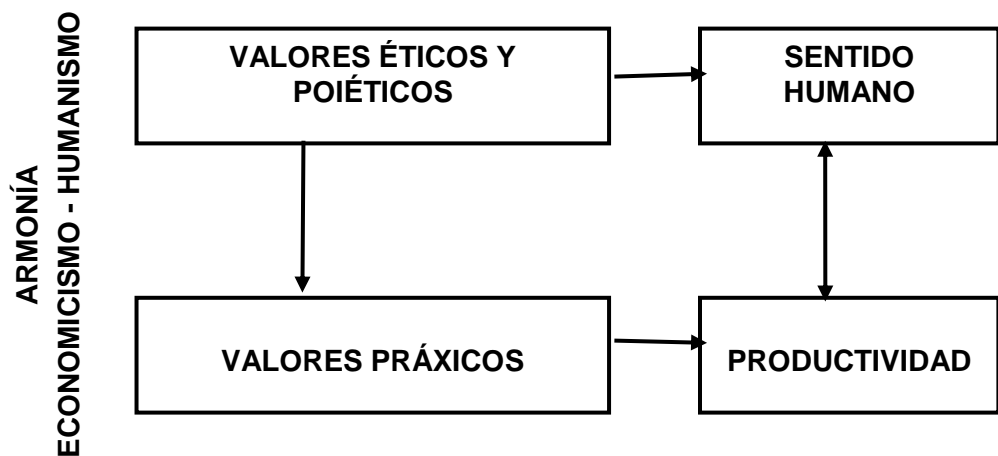 ARMONÍA
ECONOMICISMO - HUMANISMO
VALORES ÉTICOS Y
POIÉTICOS
SENTIDO
HUMANO
VALORES PRÁXICOS
PRODUCTIVIDAD